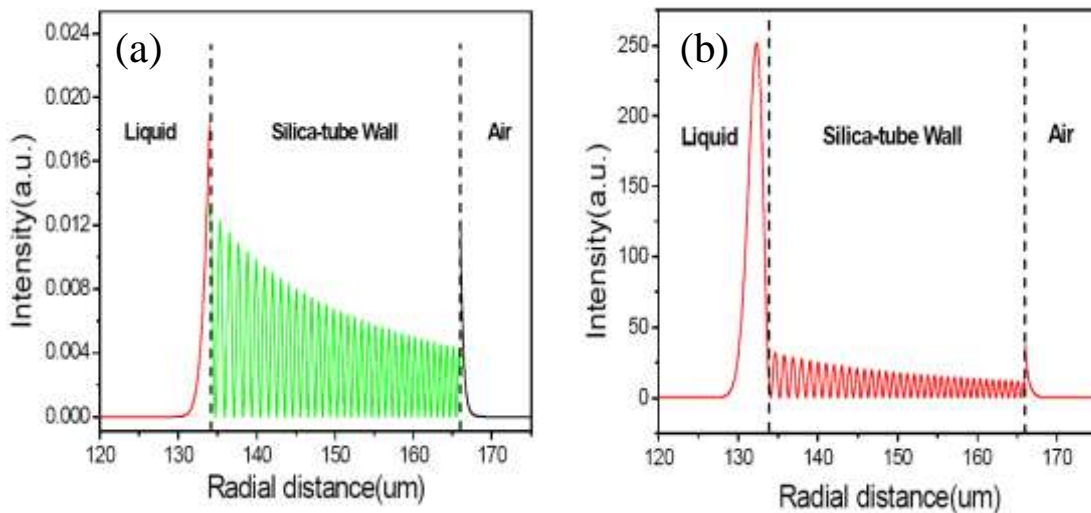 (a)
Intensity(a.u.)
0.024
0.020
0.016
0.012
0.008
0.004
0.000
Liquid
Silica-tube Wall
Air
120 130 140 150 160 170
Radial distance(um)
(b)
Intensity(a.u.)
250
200
150
100
50
0
Liquid
Silica-tube Wall
Air
120 130 140 150 160 170
Radial distance(um)